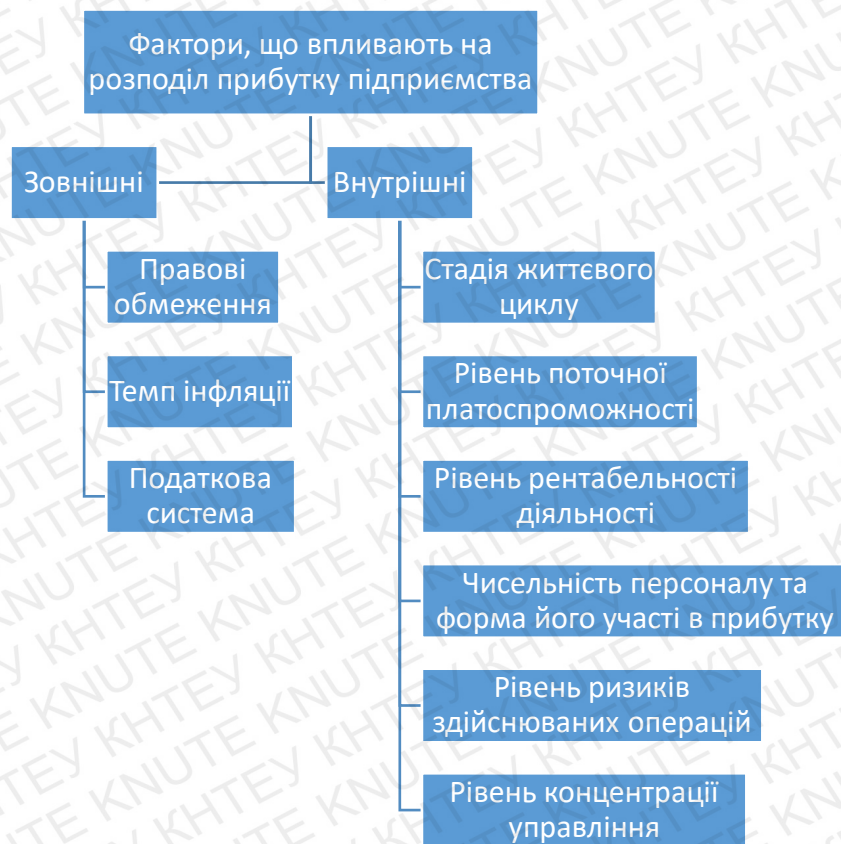 Фактори, що впливають на
розподіл прибутку підприємства
Зовнішні
Внутрішні
Правові
обмеження
Темп інфляції
Податкова
система
Стадія життєвого
циклу
Рівень поточної
платоспроможності
Рівень рентабельності
діяльності
Чисельність персоналу та
форма його участі в прибутку
Рівень ризиків
здійснюваних операцій
Рівень концентрації
управління
КНТЕУ KNUTE